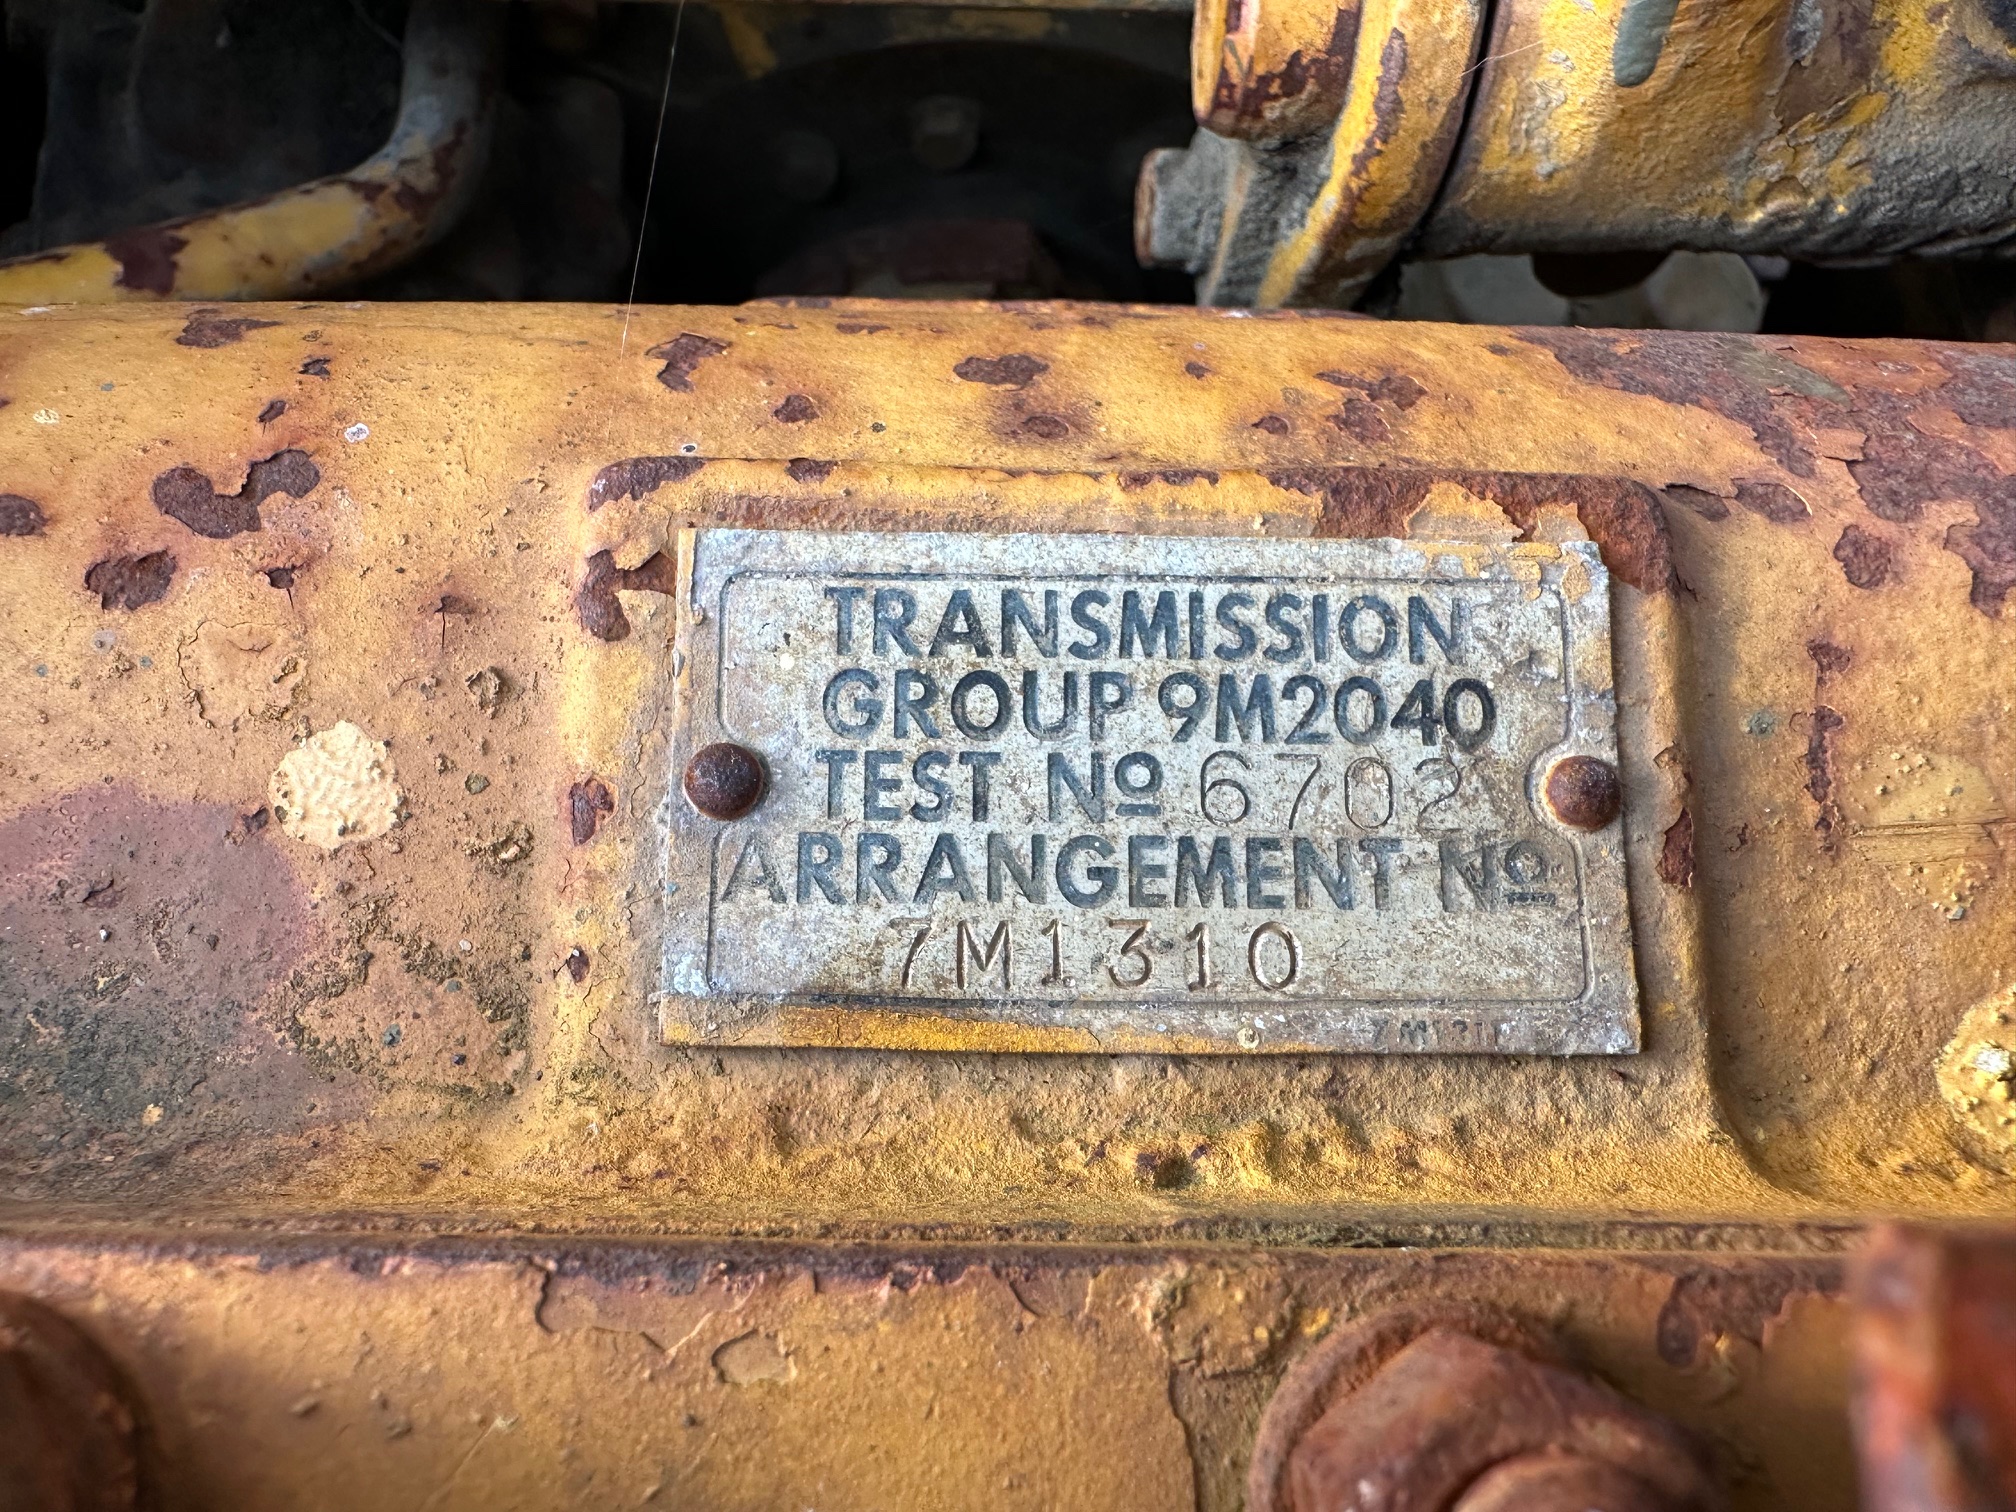 TRANSMISSION
GROUP 9M2040
TEST Nº 6702
ARRANGEMENT Nº
7M1310